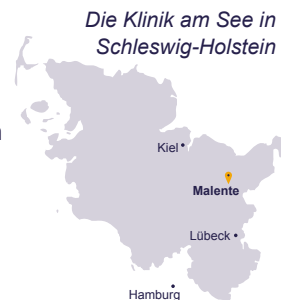 Die Klinik am See in
Schleswig-Holstein
Kiel
Malente
Lübeck
Hamburg